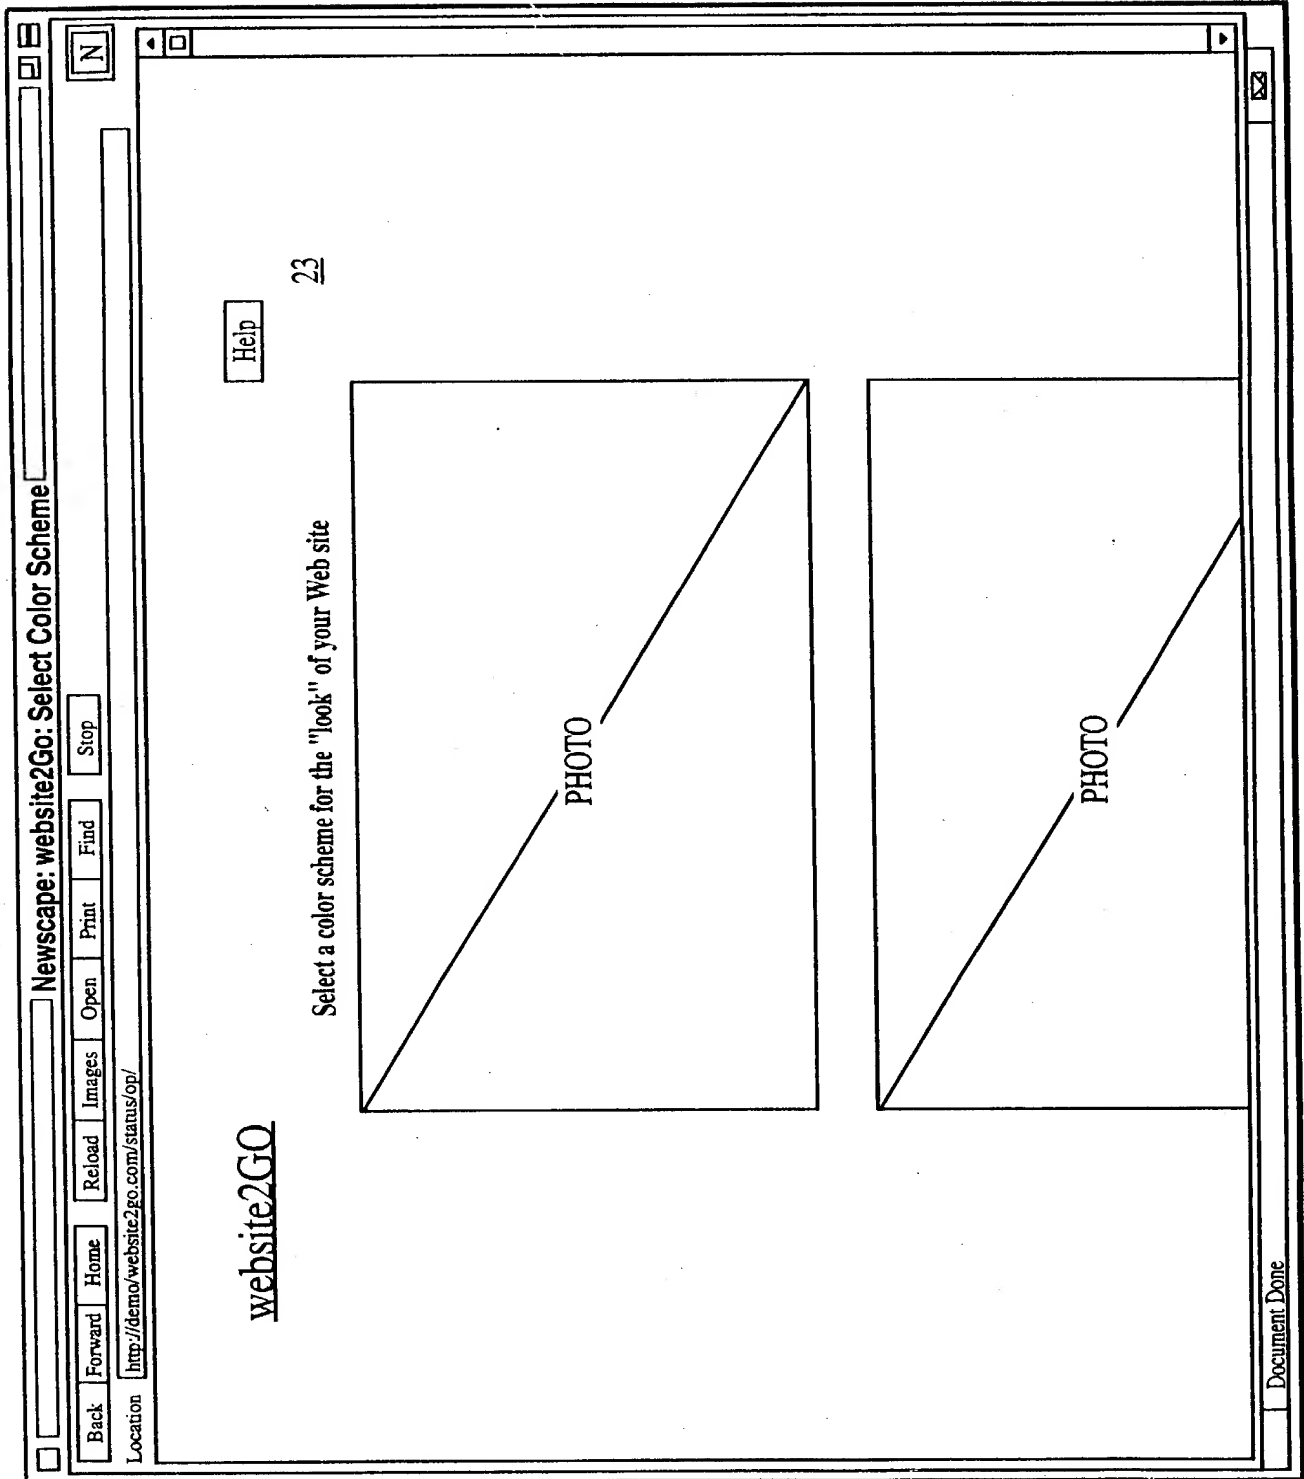 Newscape: website2Go: Select Color Scheme
Back Forward Home Reload Images Open Print Find Stop
N
Location http://demo/website2go.com/status/op/
website2GO
Help
23
Select a color scheme for the "look" of your Web site
PHOTO
PHOTO
Document Done